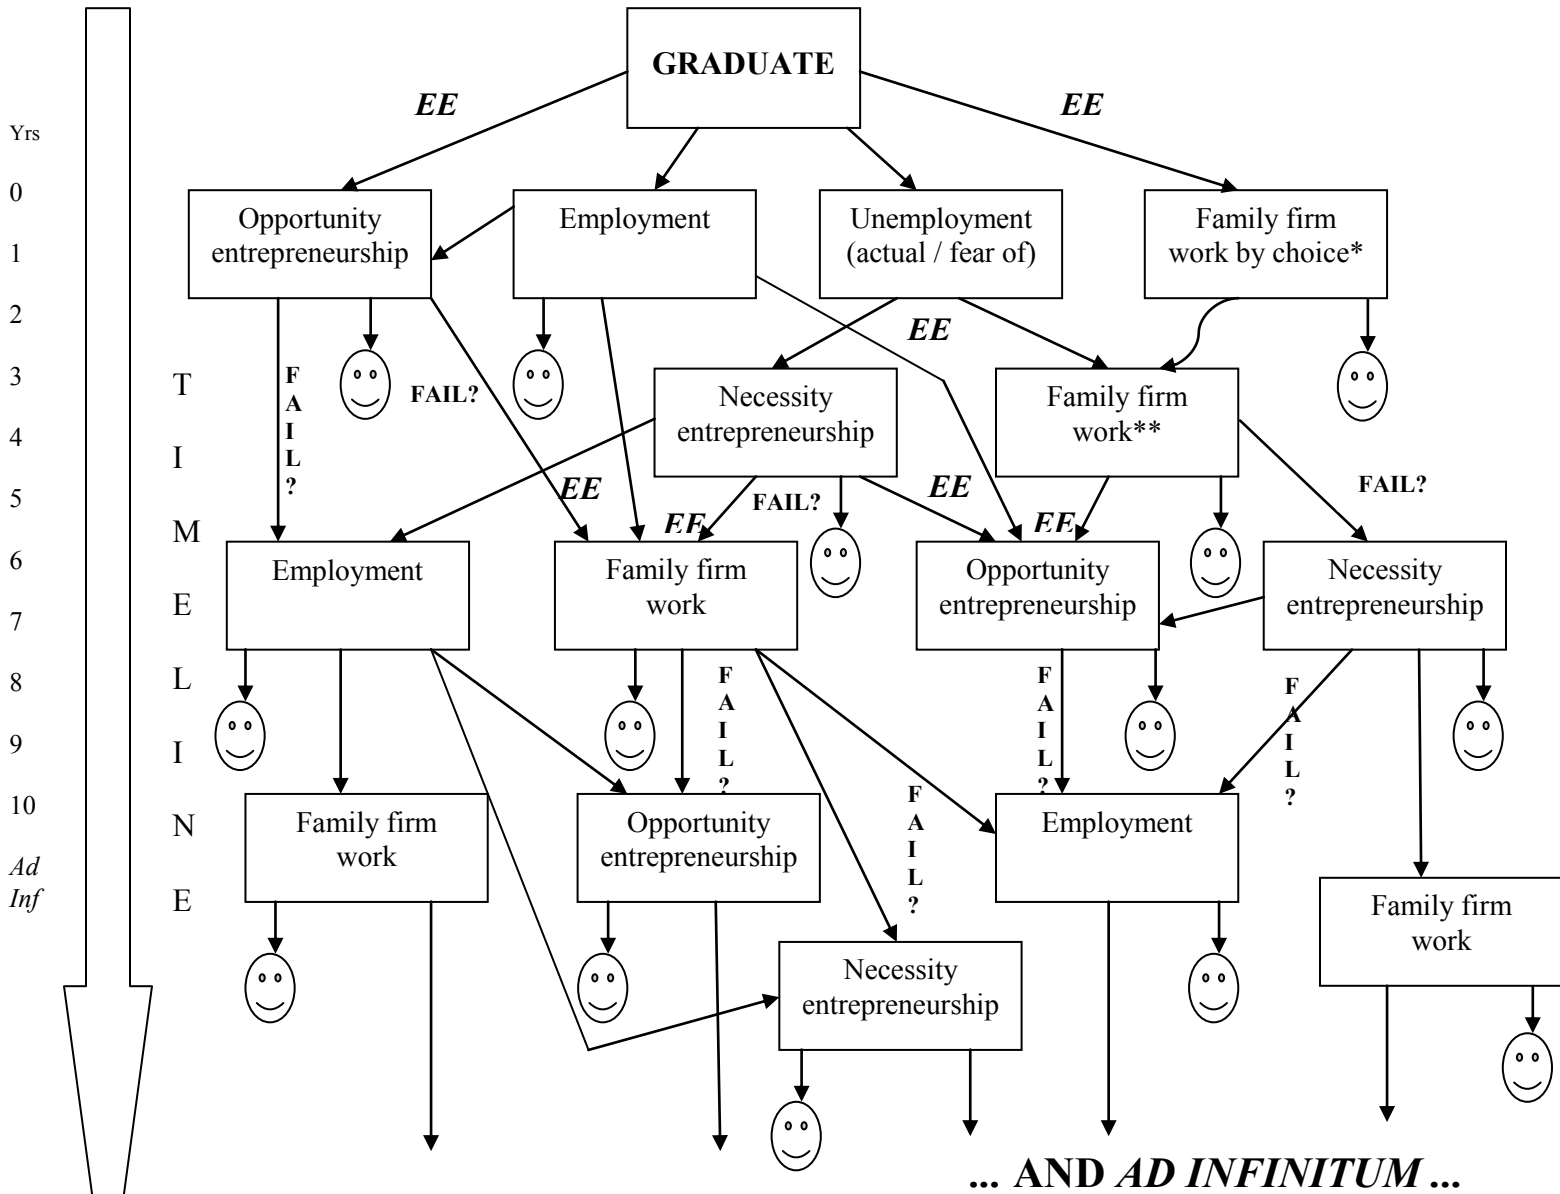 GRADUATE
EE
EE
Yrs
0
1
2
3
4
5
6
7
8
9
10
Ad
Inf
T
I
M
E
L
I
N
E
Opportunity
entrepreneurship
Employment
Unemployment
(actual / fear of)
Family firm
work by choice*
EE
F
A
I
L
?
FAIL?
Necessity
entrepreneurship
Family firm
work**
EE
EE
FAIL?
EE
EE
FAIL?
Employment
Family firm
work
Opportunity
entrepreneurship
Necessity
entrepreneurship
F
A
I
L
?
F
A
I
L
?
F
A
I
L
?
F
A
I
L
?
Family firm
work
Opportunity
entrepreneurship
Employment
Family firm
work
Necessity
entrepreneurship
... AND AD INFINITUM ...